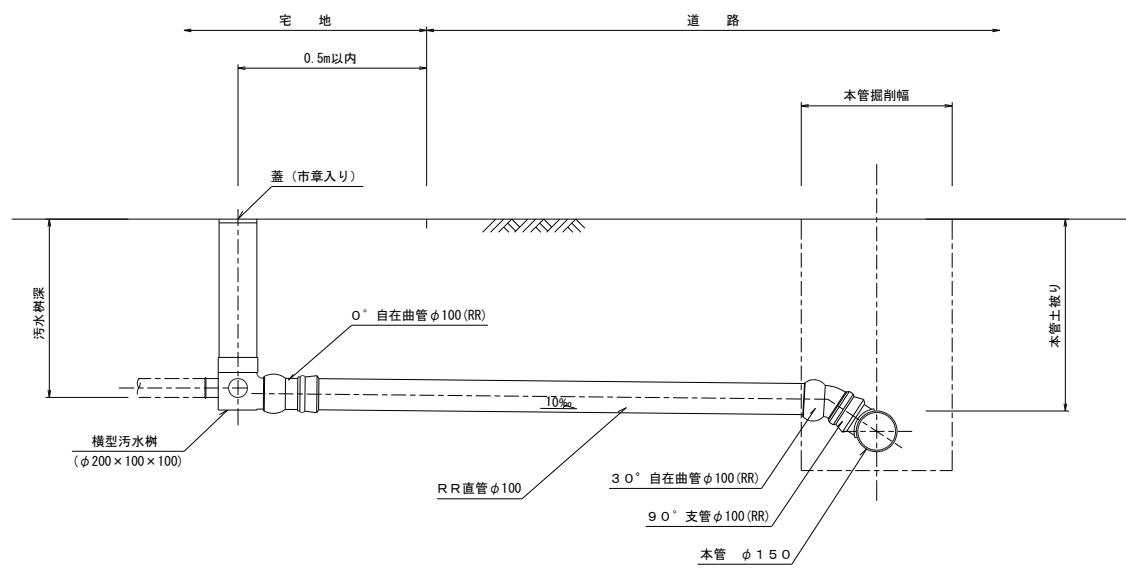 宅　地
道　路
0.5m以内
本管掘削幅
蓋（市章入り）
汚水桝深
本管土被り
０°自在曲管φ100(RR)
10‰
横型汚水桝
(φ200×100×100)
ＲＲ直管φ100
３０°自在曲管φ100(RR)
９０°支管φ100(RR)
本管　φ１５０